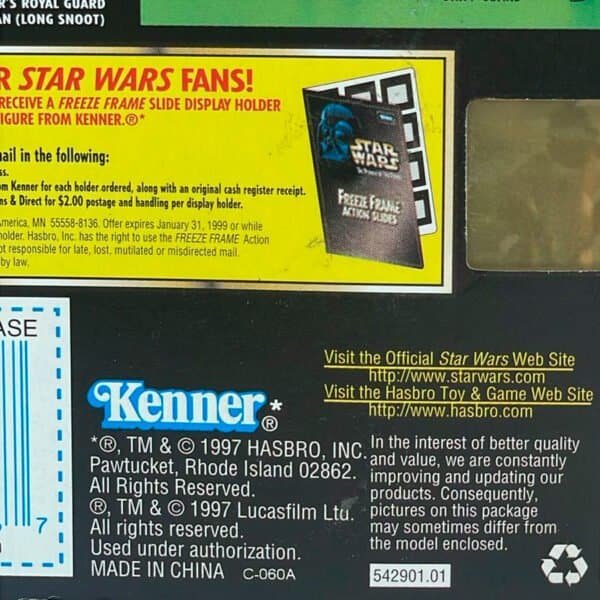 R'S ROYAL GUARD
AN (LONG SNOOT)
R STAR WARS FANS!
RECEIVE A FREEZE FRAME SLIDE DISPLAY HOLDER
IGURE FROM KENNER.®*
ail in the following:
ss.
om Kenner for each holder ordered, along with an original cash register receipt.
ns & Direct for $2.00 postage and handling per display holder.
America, MN 55558-8136. Offer expires January 31, 1999 or while
holder. Hasbro, Inc. has the right to use the FREEZE FRAME Action
ot responsible for late, lost, mutilated or misdirected mail.
by law.
STAR
WARS
FREEZE FRAME
ACTION SLIDES
ASE
7
Kenner*®
*®, TM & © 1997 HASBRO, INC.
Pawtucket, Rhode Island 02862.
All Rights Reserved.
®, TM & © 1997 Lucasfilm Ltd.
All rights reserved.
Used under authorization.
MADE IN CHINA C-060A
Visit the Official Star Wars Web Site
http://www.starwars.com
Visit the Hasbro Toy & Game Web Site
http://www.hasbro.com
In the interest of better quality
and value, we are constantly
improving and updating our
products. Consequently,
pictures on this package
may sometimes differ from
the model enclosed.
542901.01